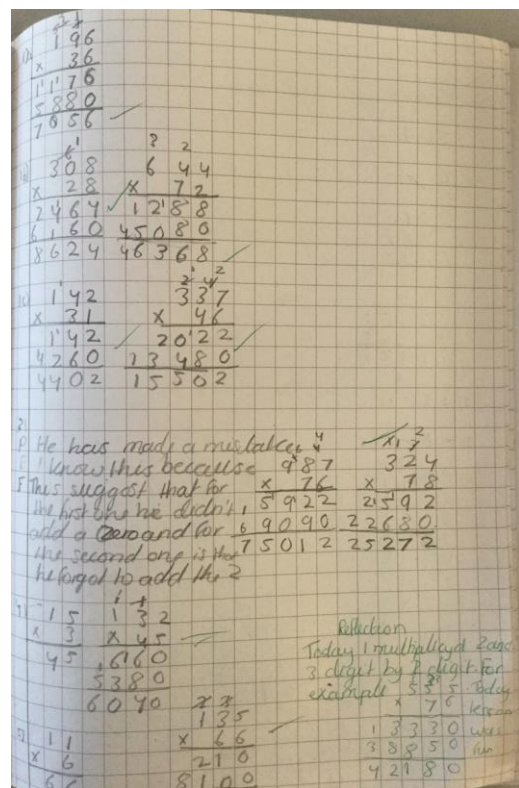 196
x 36
1176
5880
7056
308
x 28
2464
6160
8624
644
x 72
1288
45080
46368
142
x 31
142
4260
4402
337
x 46
2022
13480
15502
He has made a mistake
I know this because
This suggest that for
the first one he didn't
add a zero and for
the second one is that
he forgot to add the 2
987
x 76
5922
69090
75012
324
x 78
2592
22680
25272
15
x 3
45
132
x 45
660
5380
6040
11
x 6
66
135
x 66
210
8100
Reflection
Today I multiplicyd 2 and
3 digit by 2 digit for
example 555 Today
x 76 lesson
13330 was
38850 fun
42180